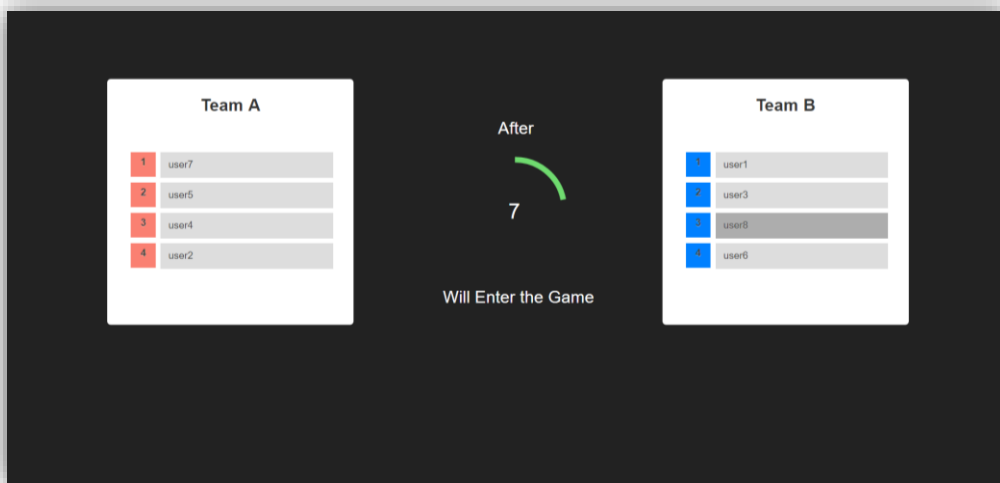 Team A
1 user7
2 user5
3 user4
4 user2
After
7
Will Enter the Game
Team B
1 user1
2 user3
3 user8
4 user6